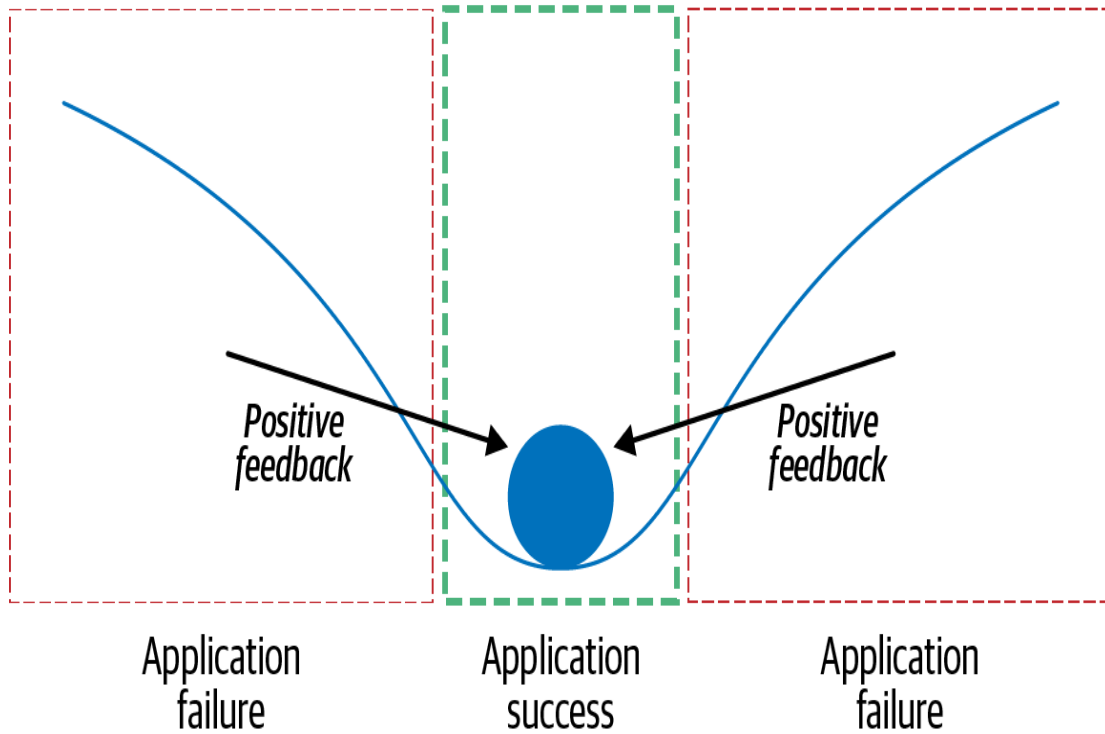 Positive
feedback
Positive
feedback
Application
failure
Application
success
Application
failure